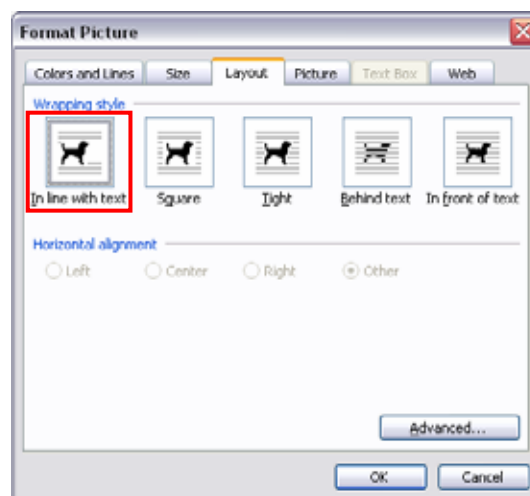 Format Picture
Colors and Lines Size Layout Picture Text Box Web
Wrapping style
In line with text Square Tight Behind text In front of text
Horizontal alignment
Left Center Right Other
Advanced...
OK Cancel